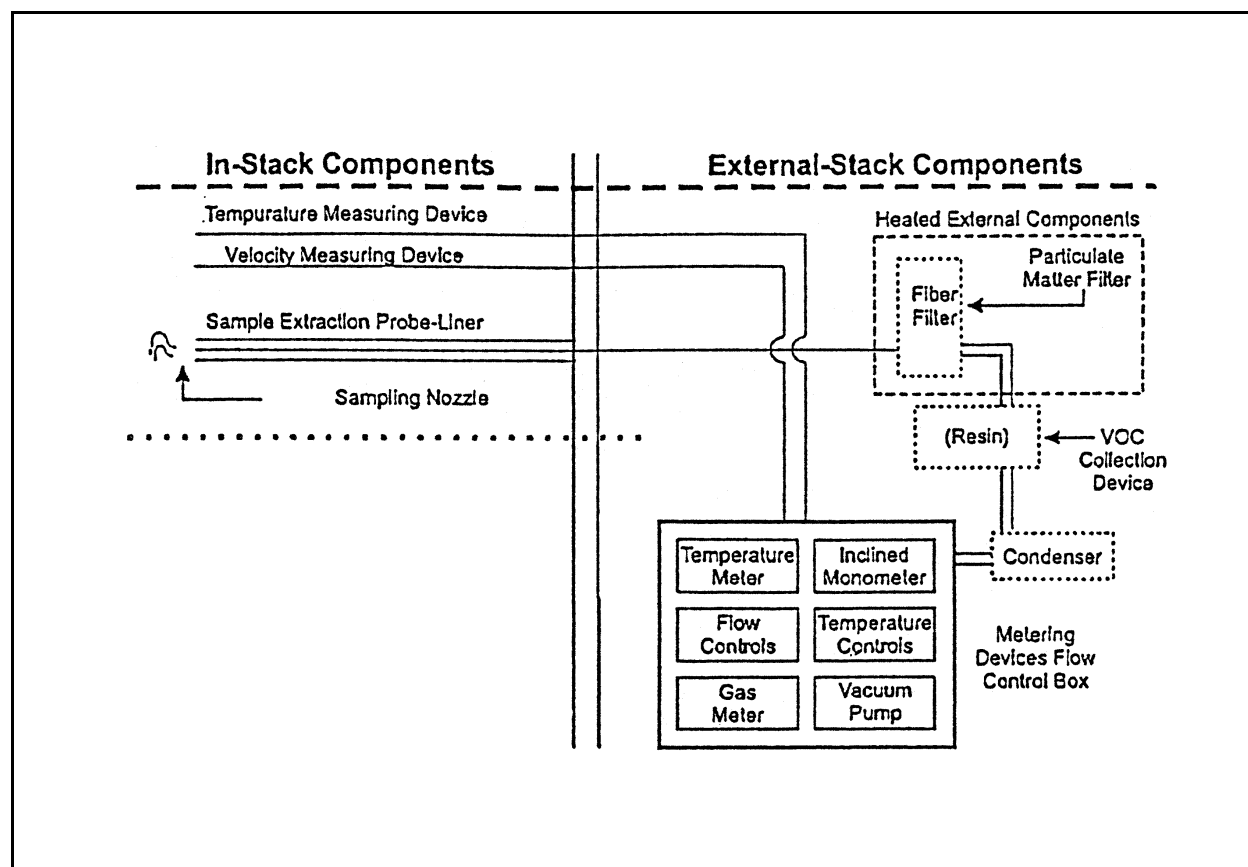 In-Stack Components
External-Stack Components
Tempurature Measuring Device
Velocity Measuring Device
Sample Extraction Probe-Liner
Sampling Nozzle
Heated External Components
Particulate
Matter Filter
Fiber
Filter
(Resin)
VOC
Collection
Device
Condenser
Temperature
Meter
Inclined
Monometer
Flow
Controls
Temperature
Controls
Gas
Meter
Vacuum
Pump
Metering
Devices Flow
Control Box